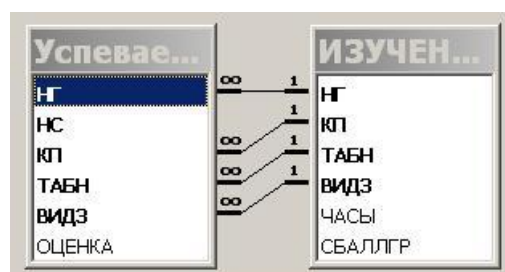 Успевае...
НГ
НС
КП
ТАБН
ВИДЗ
ОЦЕНКА
∞ 1
1
∞ 1
∞ 1
∞
ИЗУЧЕН...
НГ
КП
ТАБН
ВИДЗ
ЧАСЫ
СБАЛЛГР